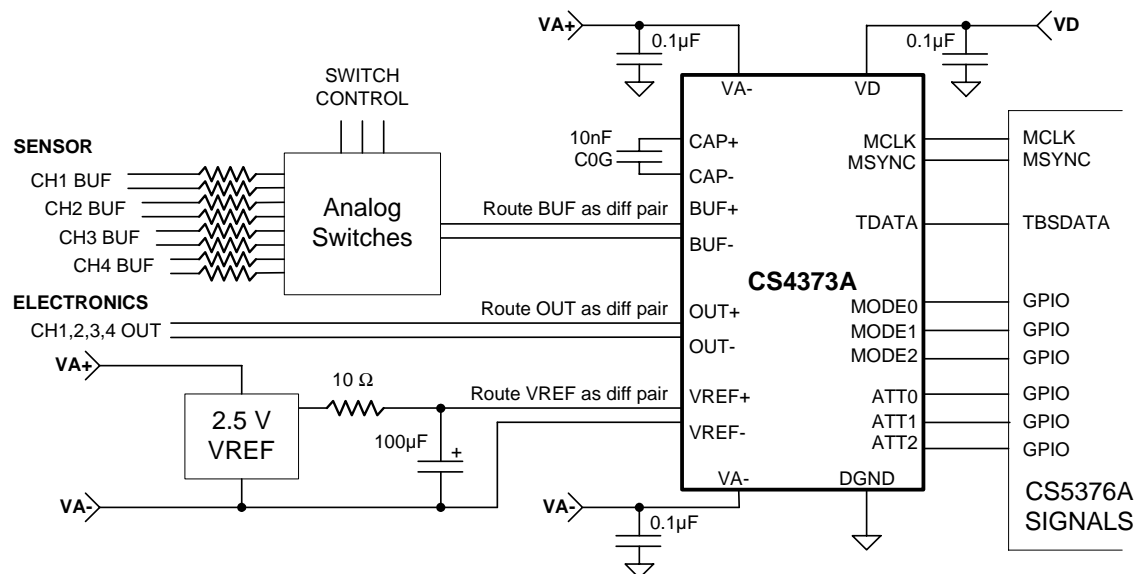 VA+
0.1µF
0.1µF
VD
SWITCH
CONTROL
VA-
VD
SENSOR
CH1 BUF
CH2 BUF
CH3 BUF
CH4 BUF
Analog
Switches
10nF
C0G
CAP+
CAP-
Route BUF as diff pair
BUF+
BUF-
CS4373A
MCLK
MSYNC
TDATA
MCLK
MSYNC
TBSDATA
ELECTRONICS
CH1,2,3,4 OUT
Route OUT as diff pair
OUT+
OUT-
MODE0
MODE1
MODE2
GPIO
GPIO
GPIO
VA+
2.5 V
VREF
10 Ω
Route VREF as diff pair
100µF
+
VREF+
VREF-
ATT0
ATT1
ATT2
GPIO
GPIO
GPIO
VA-
VA-
0.1µF
VA-
DGND
CS5376A
SIGNALS